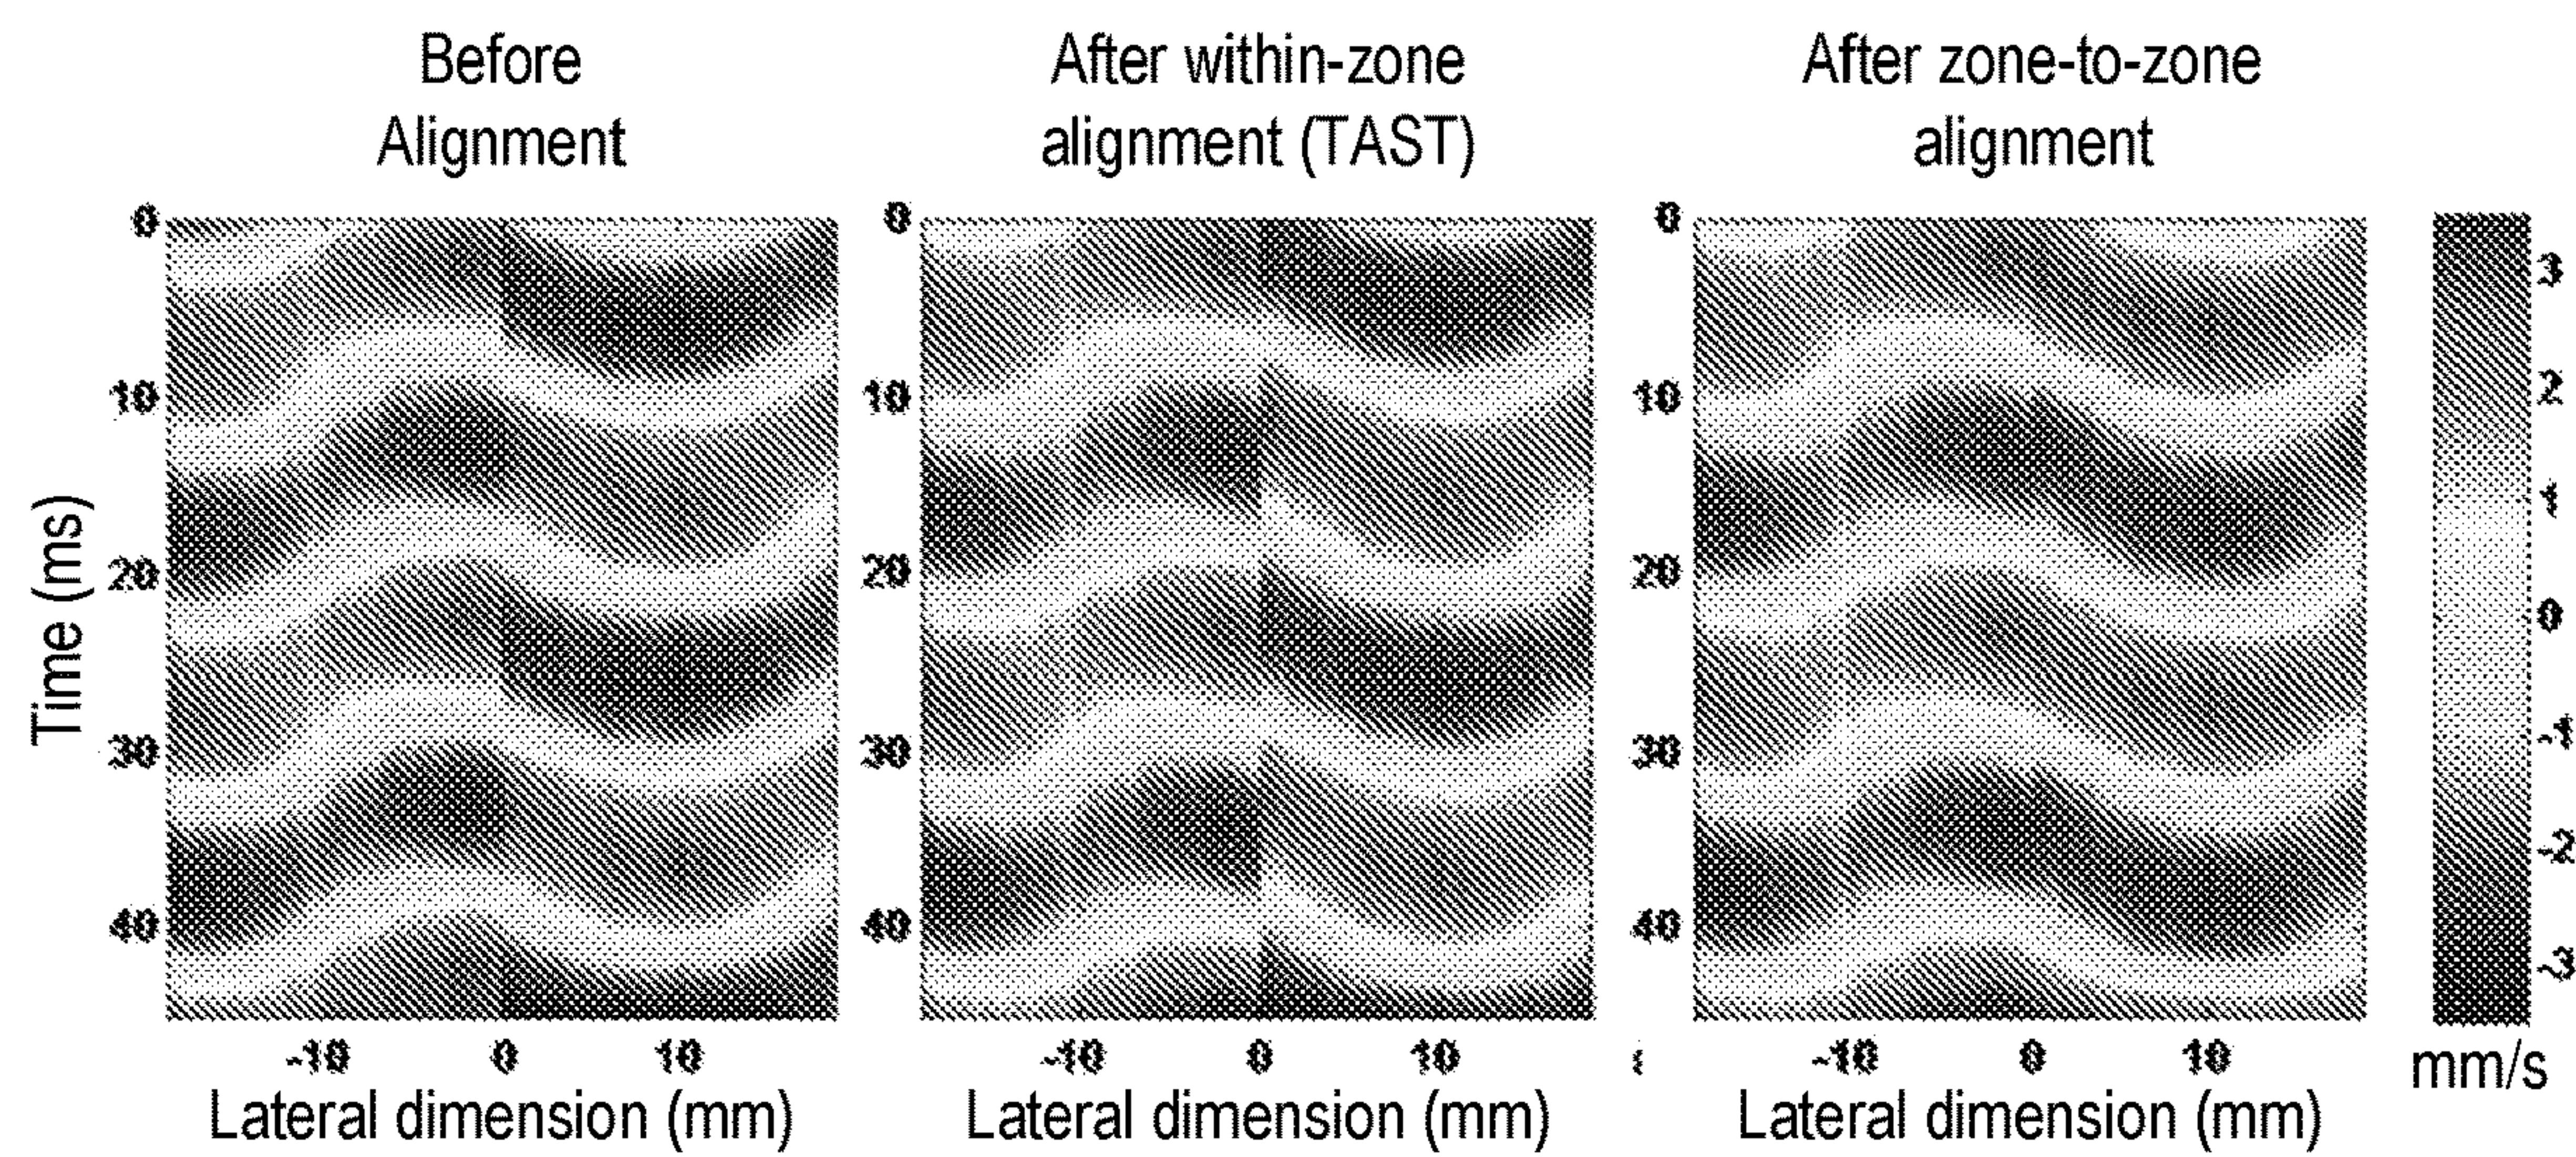 Before
Alignment
After within-zone
alignment (TAST)
After zone-to-zone
alignment
Time (ms)
0
10
20
30
40
-10 0 10
Lateral dimension (mm)
0
10
20
30
40
-10 0 10
Lateral dimension (mm)
0
10
20
30
40
-10 0 10
Lateral dimension (mm)
3
2
1
0
-1
-2
-3
mm/s